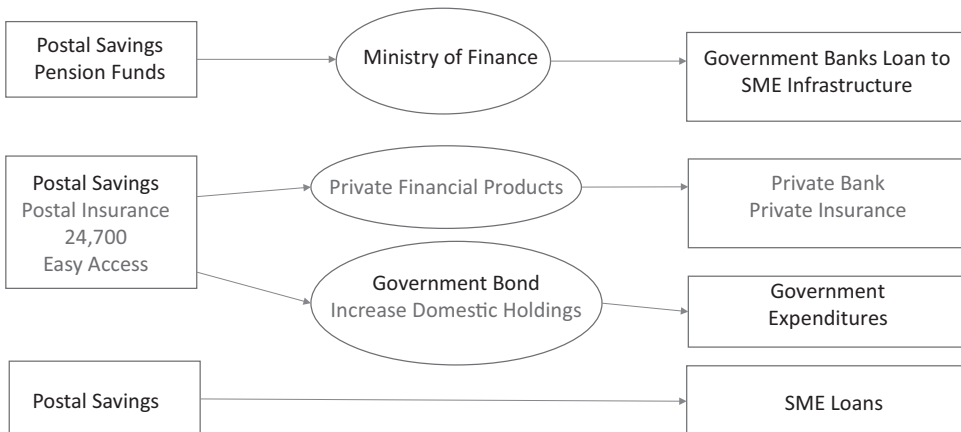 Postal Savings
Pension Funds
Ministry of Finance
Government Banks Loan to
SME Infrastructure
Postal Savings
Postal Insurance
24,700
Easy Access
Private Financial Products
Private Bank
Private Insurance
Government Bond
Increase Domestic Holdings
Government
Expenditures
Postal Savings
SME Loans